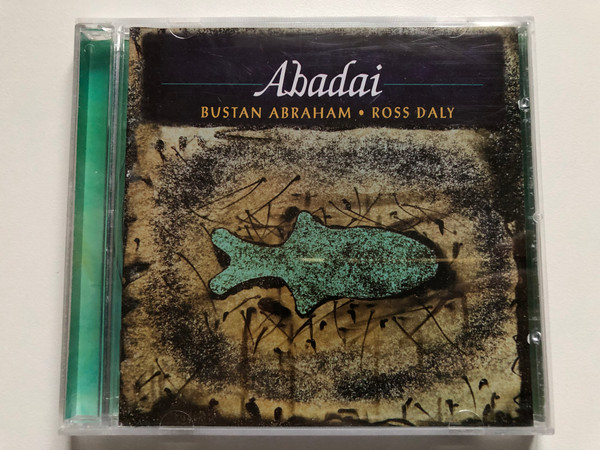 Abadai
BUSTAN ABRAHAM • ROSS DALY